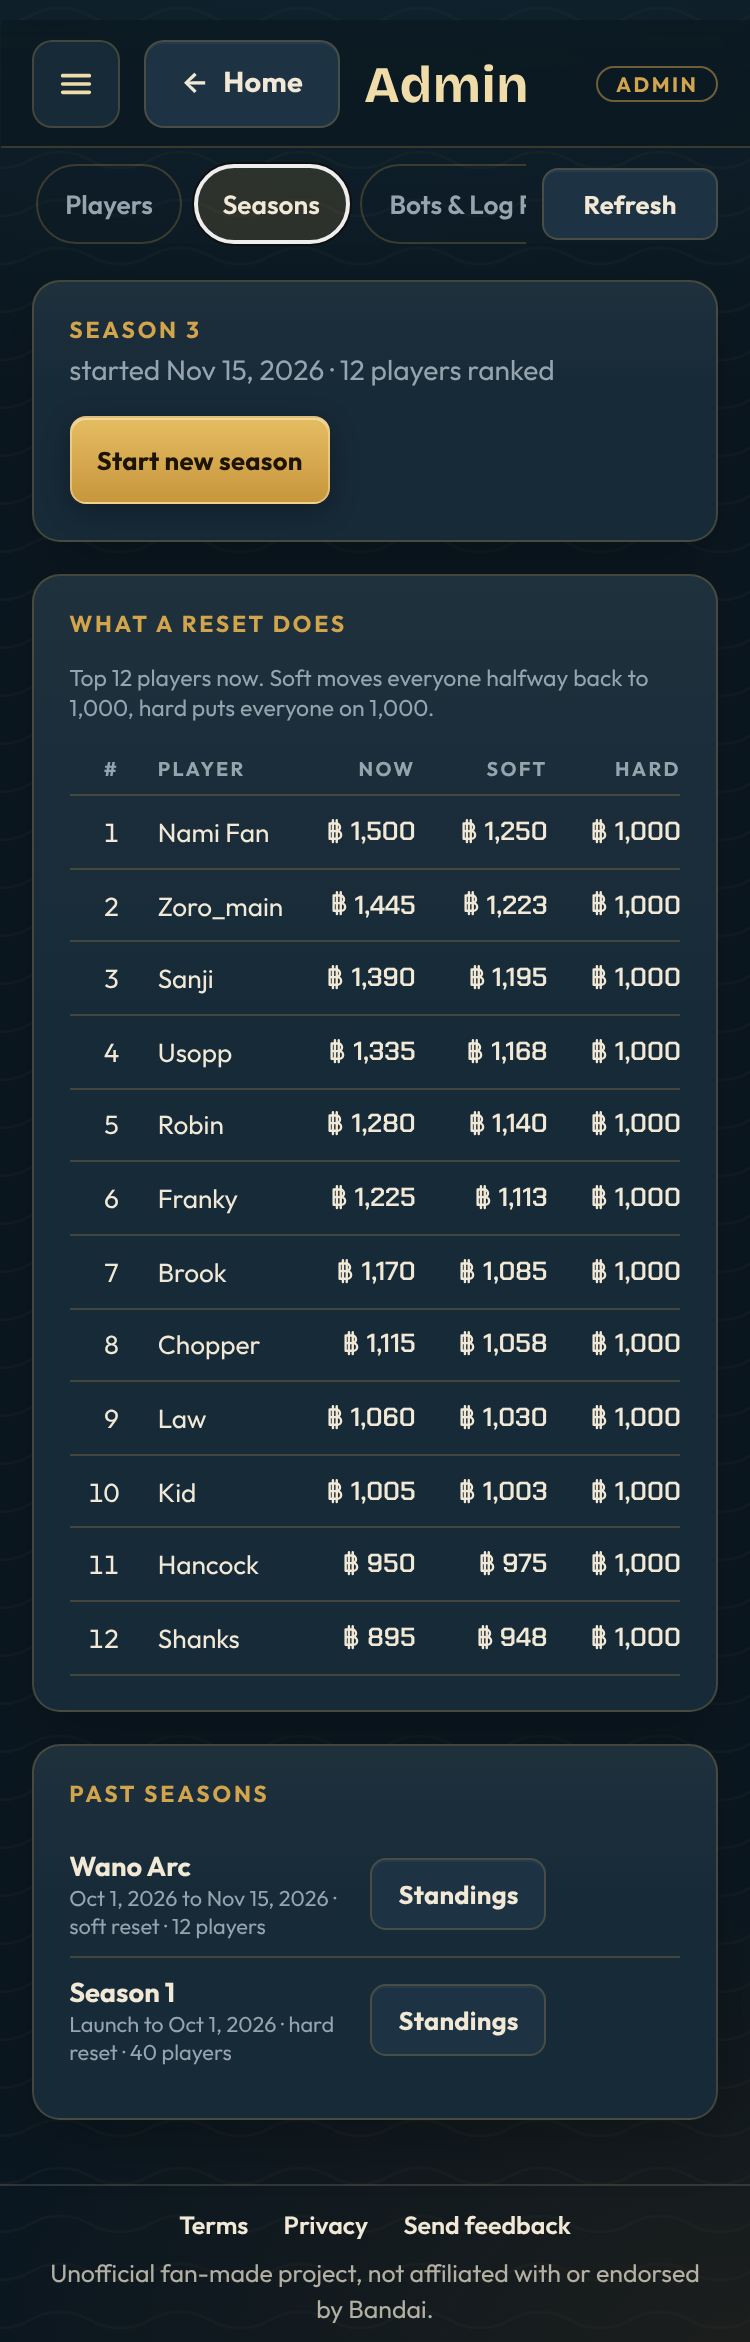 ← Home Admin ADMIN
Players Seasons Bots & Log Refresh
SEASON 3
started Nov 15, 2026 · 12 players ranked
Start new season
WHAT A RESET DOES
Top 12 players now. Soft moves everyone halfway back to
1,000, hard puts everyone on 1,000.
# PLAYER NOW SOFT HARD
1 Nami Fan ฿ 1,500 ฿ 1,250 ฿ 1,000
2 Zoro_main ฿ 1,445 ฿ 1,223 ฿ 1,000
3 Sanji ฿ 1,390 ฿ 1,195 ฿ 1,000
4 Usopp ฿ 1,335 ฿ 1,168 ฿ 1,000
5 Robin ฿ 1,280 ฿ 1,140 ฿ 1,000
6 Franky ฿ 1,225 ฿ 1,113 ฿ 1,000
7 Brook ฿ 1,170 ฿ 1,085 ฿ 1,000
8 Chopper ฿ 1,115 ฿ 1,058 ฿ 1,000
9 Law ฿ 1,060 ฿ 1,030 ฿ 1,000
10 Kid ฿ 1,005 ฿ 1,003 ฿ 1,000
11 Hancock ฿ 950 ฿ 975 ฿ 1,000
12 Shanks ฿ 895 ฿ 948 ฿ 1,000
PAST SEASONS
Wano Arc
Oct 1, 2026 to Nov 15, 2026 ·
soft reset · 12 players
Standings
Season 1
Launch to Oct 1, 2026 · hard
reset · 40 players
Standings
Terms Privacy Send feedback
Unofficial fan-made project, not affiliated with or endorsed
by Bandai.